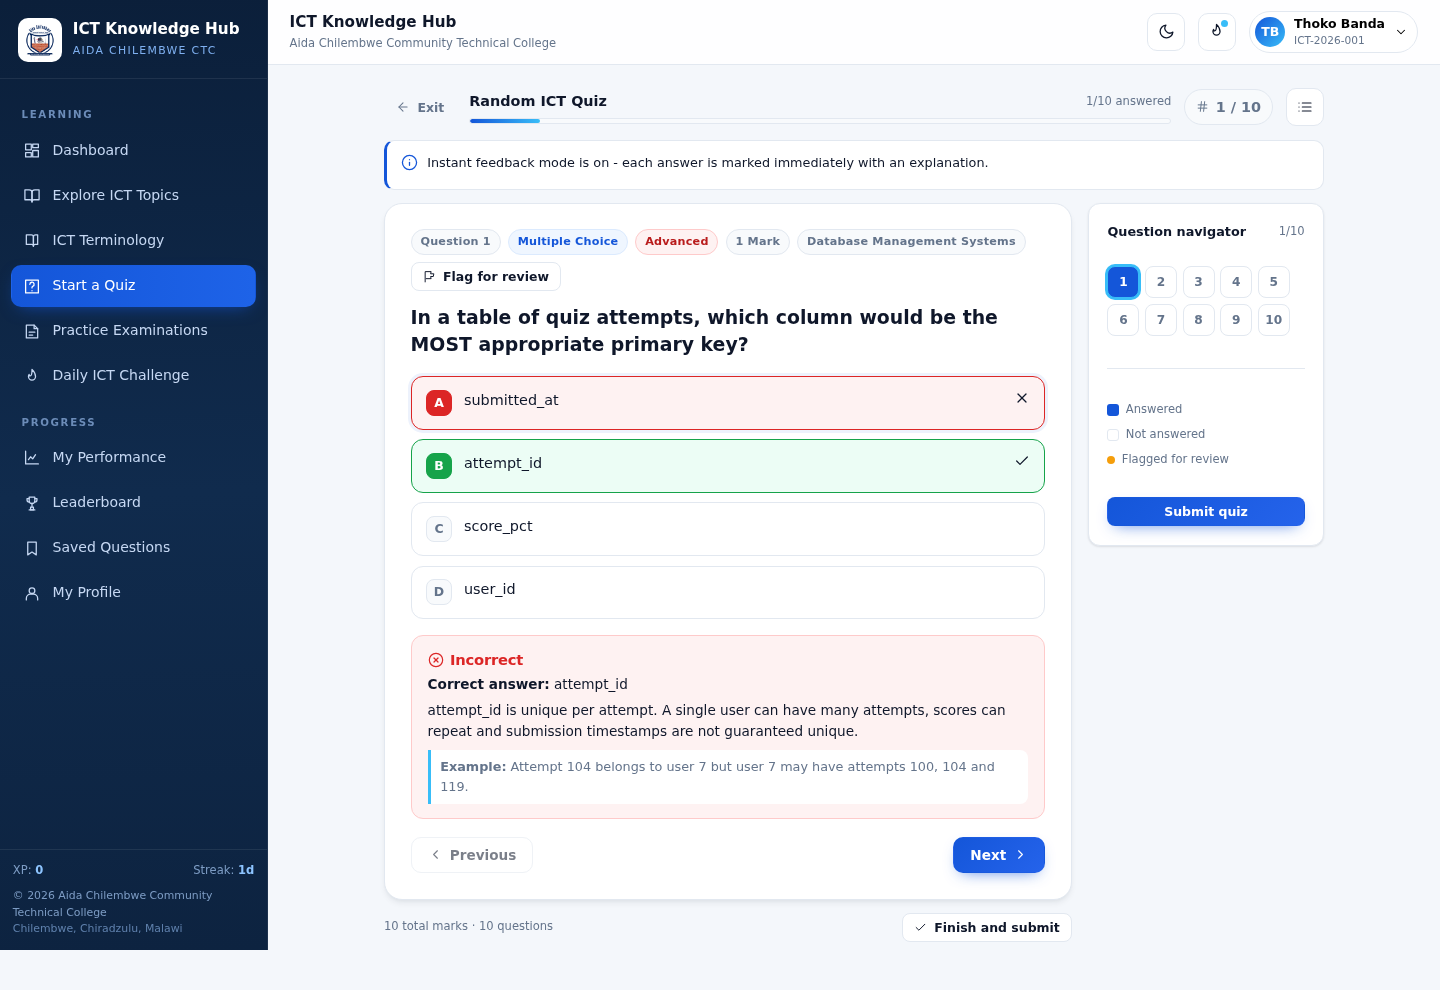 ICT Knowledge Hub
AIDA CHILEMBWE CTC
LEARNING
Dashboard
Explore ICT Topics
ICT Terminology
Start a Quiz
Practice Examinations
Daily ICT Challenge
PROGRESS
My Performance
Leaderboard
Saved Questions
My Profile
XP: 0
Streak: 1d
© 2026 Aida Chilembwe Community
Technical College
Chilembwe, Chiradzulu, Malawi
ICT Knowledge Hub
Aida Chilembwe Community Technical College
TB
Thoko Banda
ICT-2026-001
Exit
Random ICT Quiz
1/10 answered
# 1 / 10
Instant feedback mode is on - each answer is marked immediately with an explanation.
Question 1
Multiple Choice
Advanced
1 Mark
Database Management Systems
Flag for review
In a table of quiz attempts, which column would be the
MOST appropriate primary key?
A submitted_at
B attempt_id
C score_pct
D user_id
Incorrect
Correct answer: attempt_id
attempt_id is unique per attempt. A single user can have many attempts, scores can
repeat and submission timestamps are not guaranteed unique.
Example: Attempt 104 belongs to user 7 but user 7 may have attempts 100, 104 and
119.
Previous
Next
10 total marks · 10 questions
Finish and submit
Question navigator
1/10
1 2 3 4 5
6 7 8 9 10
Answered
Not answered
Flagged for review
Submit quiz